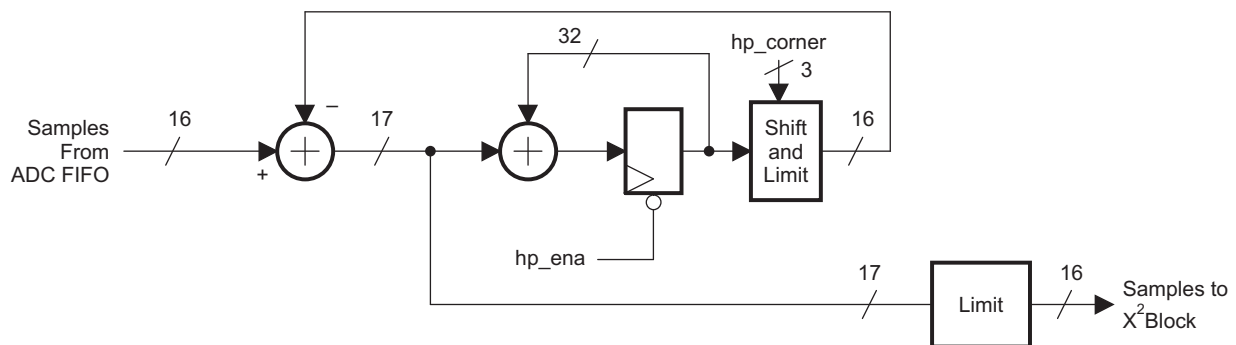 32
hp_corner
3
−
16
17
16
Samples
From
ADC FIFO
+
+
+
Shift
and
Limit
hp_ena
17
16
Limit
Samples to
X²Block